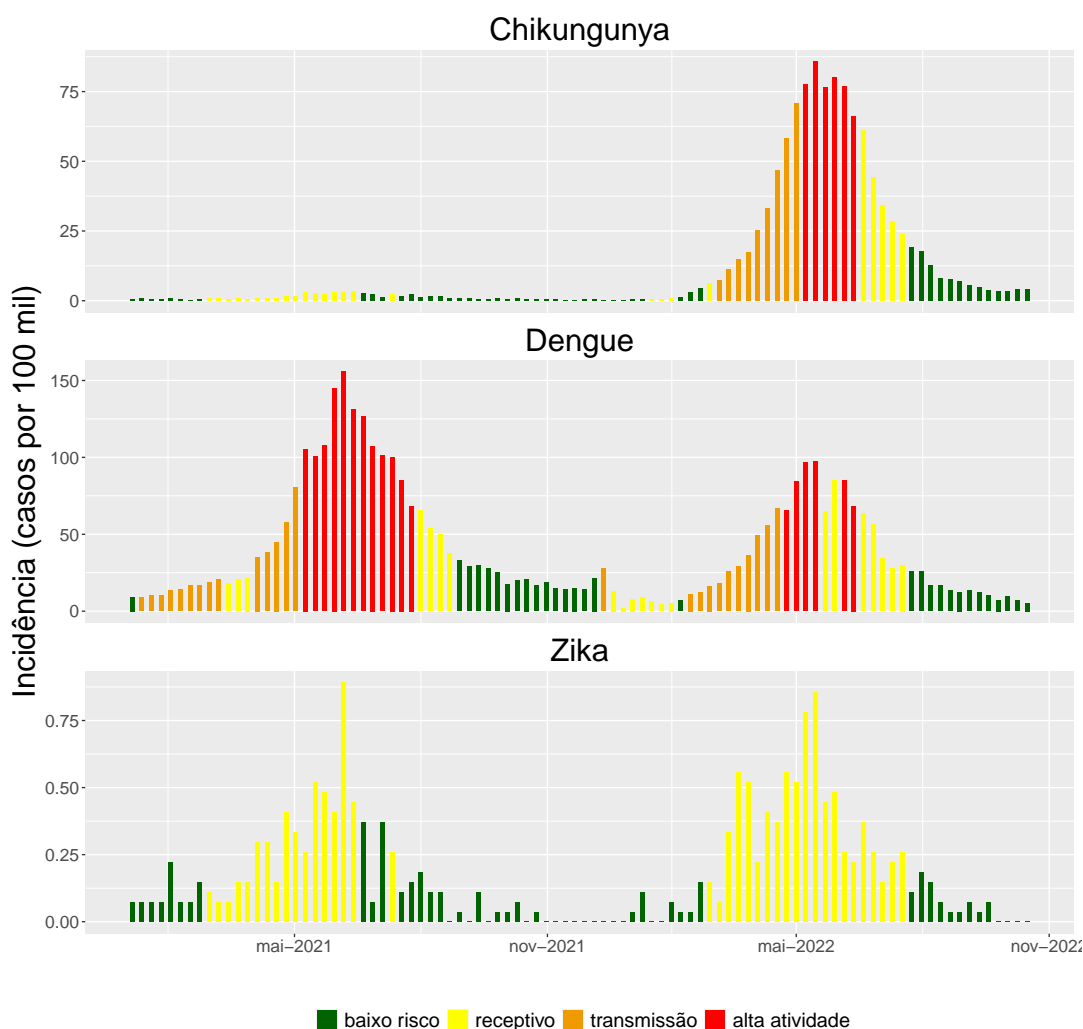 Chikungunya
75
50
25
0
Dengue
150
100
50
0
Zika
0.75
0.50
0.25
0.00
Incidência (casos por 100 mil)
mai−2021 nov−2021 mai−2022 nov−2022
baixo risco receptivo transmissão alta atividade